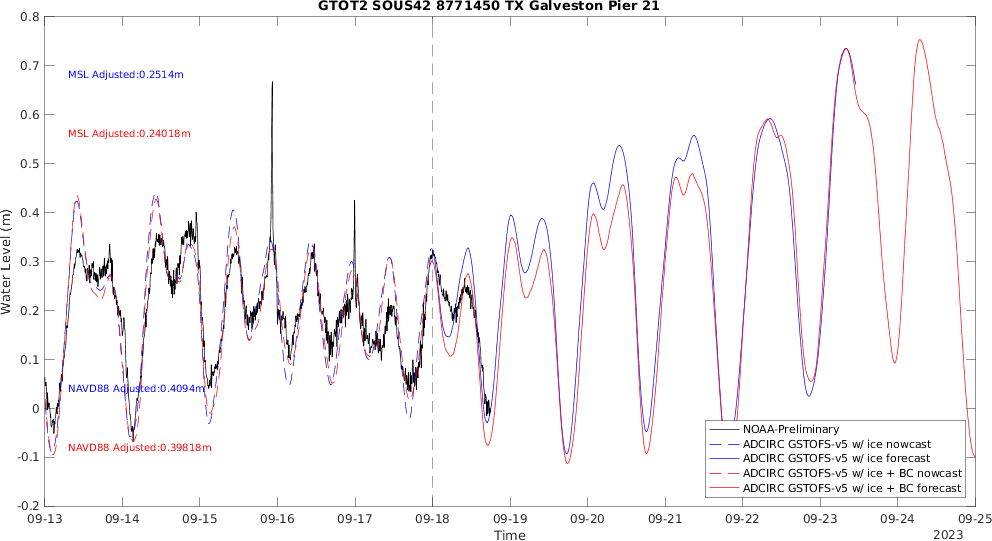 GTOT2 SOUS42 8771450 TX Galveston Pier 21
0.8
0.7
0.6
0.5
0.4
0.3
0.2
0.1
0
-0.1
-0.2
Water Level (m)
MSL Adjusted:0.2514m
MSL Adjusted:0.24018m
NAVD88 Adjusted:0.4094m
NAVD88 Adjusted:0.39818m
NOAA-Preliminary
ADCIRC GSTOFS-v5 w/ ice nowcast
ADCIRC GSTOFS-v5 w/ ice forecast
ADCIRC GSTOFS-v5 w/ ice + BC nowcast
ADCIRC GSTOFS-v5 w/ ice + BC forecast
09-13 09-14 09-15 09-16 09-17 09-18 09-19 09-20 09-21 09-22 09-23 09-24 09-25
Time
2023